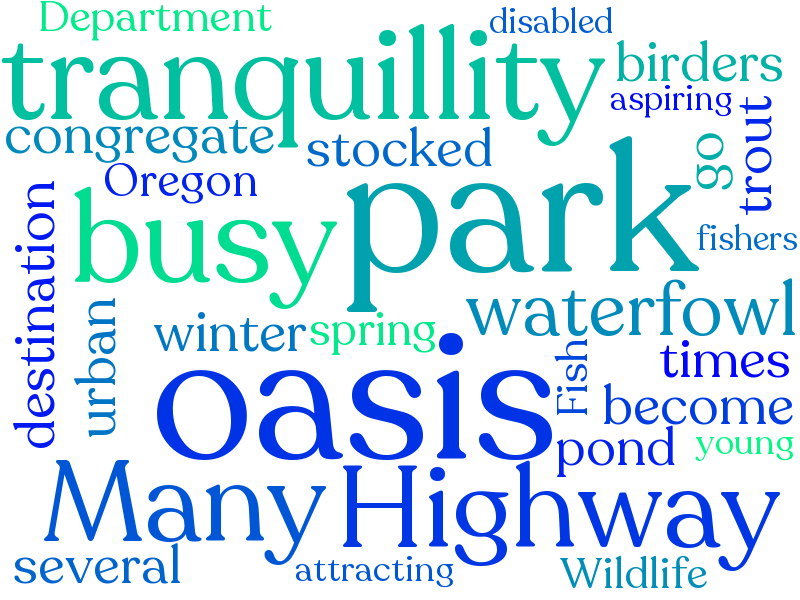 Department
disabled
tranquillity
birders
aspiring
congregate
stocked
go
trout
Oregon
destination
busy
park
fishers
urban
winter
spring
waterfowl
oasis
Fish
times
become
pond
young
Many
Highway
several
attracting
Wildlife